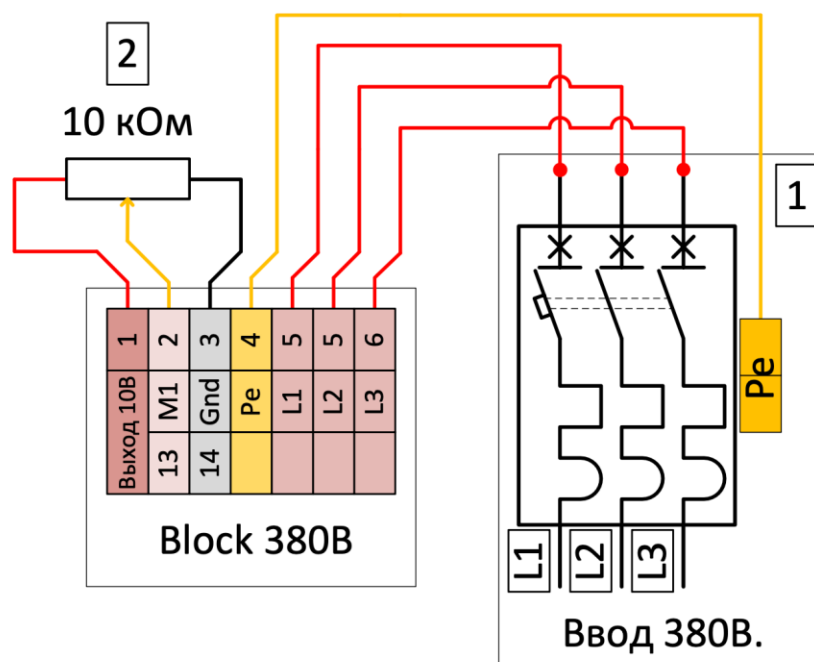 2
10 кОм
1
1 2 3 4 5 5 6
Выход 10В M1 Gnd Pe L1 L2 L3
13 14
Block 380В
Pe
L1 L2 L3
Ввод 380В.